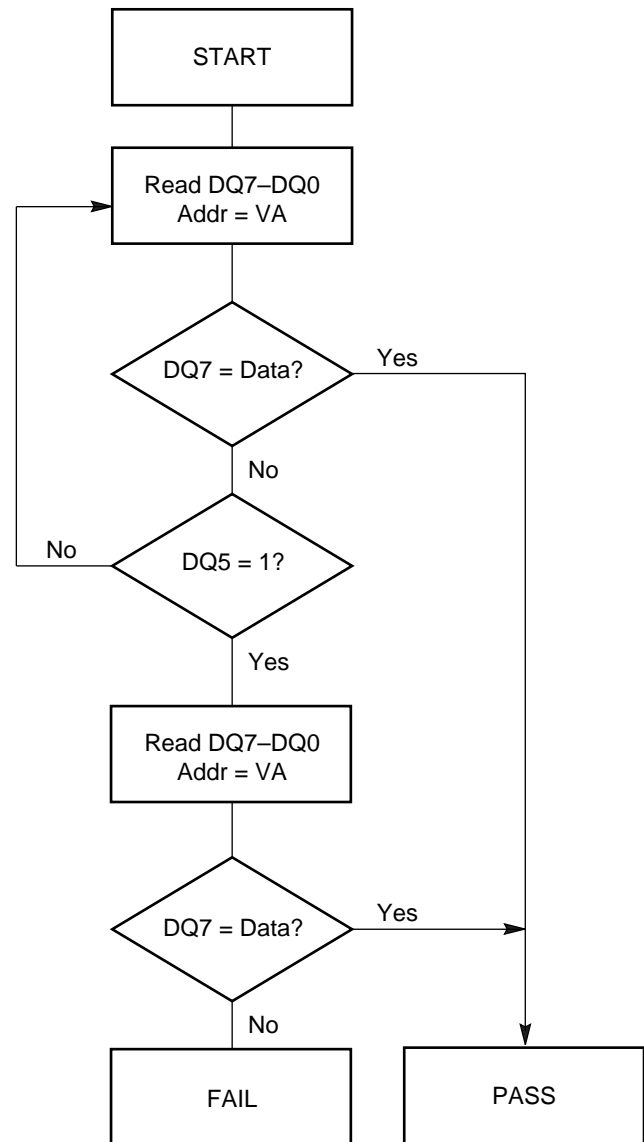 START
Read DQ7–DQ0
Addr = VA
DQ7 = Data?
Yes
No
No
DQ5 = 1?
Yes
Read DQ7–DQ0
Addr = VA
DQ7 = Data?
Yes
No
FAIL
PASS